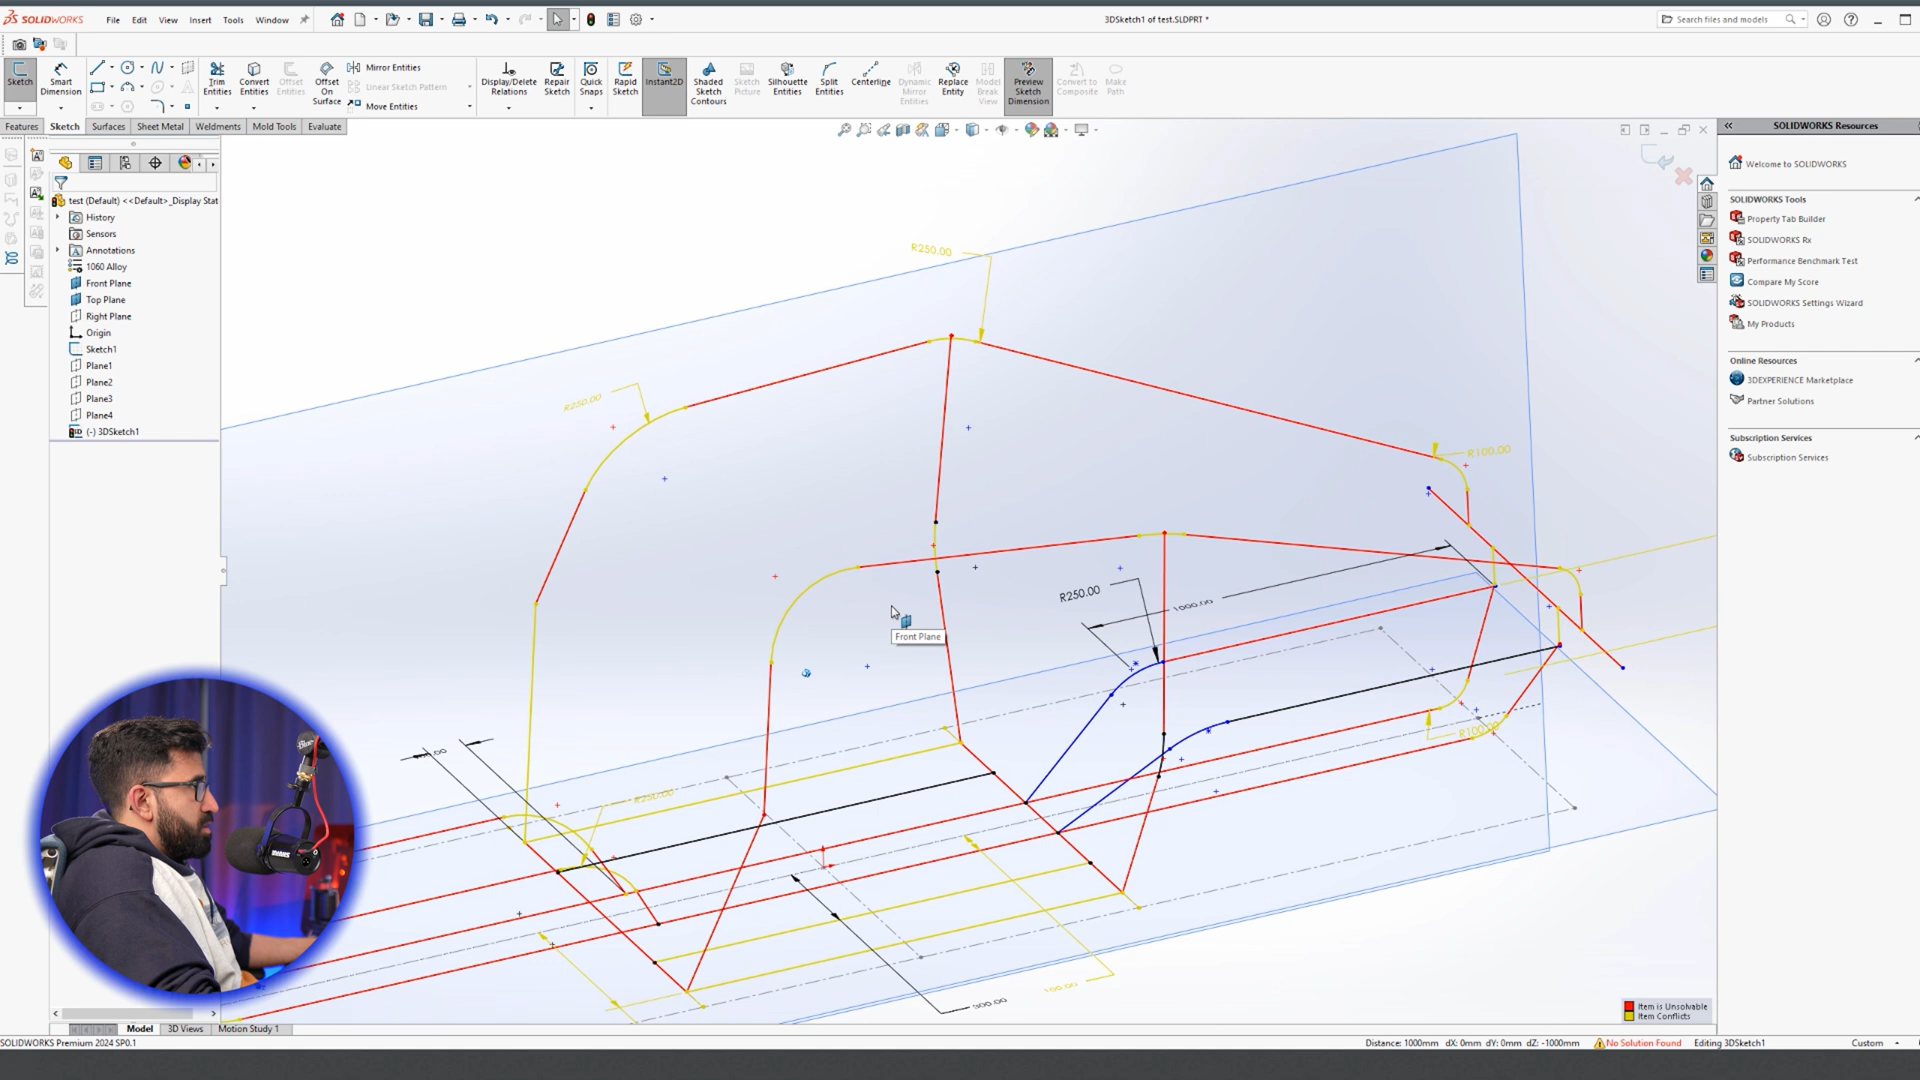 SOLIDWORKS
File Edit View Insert Tools Window
3DSketch1 of test.SLDPRT *
Search files and models
Sketch
Smart Dimension
Trim Entities
Convert Entities
Offset Entities
Offset On Surface
Mirror Entities
Linear Sketch Pattern
Move Entities
Display/Delete Relations
Repair Sketch
Quick Snaps
Rapid Sketch
Instant2D
Shaded Sketch Contours
Sketch Picture
Silhouette Entities
Split Entities
Centerline
Dynamic Mirror Entities
Replace Entity
Model Break View
Preview Sketch Dimension
Convert to Composite
Make Path
Features Sketch Surfaces Sheet Metal Weldments Mold Tools Evaluate
test (Default) <<Default>_Display Stat
History
Sensors
Annotations
1060 Alloy
Front Plane
Top Plane
Right Plane
Origin
Sketch1
Plane1
Plane2
Plane3
Plane4
(-) 3DSketch1
R250.00
R250.00
R100.00
R250.00
1000.00
Front Plane
R100.00
R250.00
300.00
100.00
SOLIDWORKS Resources
Welcome to SOLIDWORKS
SOLIDWORKS Tools
Property Tab Builder
SOLIDWORKS Rx
Performance Benchmark Test
Compare My Score
SOLIDWORKS Settings Wizard
My Products
Online Resources
3DEXPERIENCE Marketplace
Partner Solutions
Subscription Services
Subscription Services
Item is Unsolvable
Item Conflicts
Model 3D Views Motion Study 1
SOLIDWORKS Premium 2024 SP0.1
Distance: 1000mm dX: 0mm dY: 0mm dZ: -1000mm No Solution Found Editing 3DSketch1 Custom